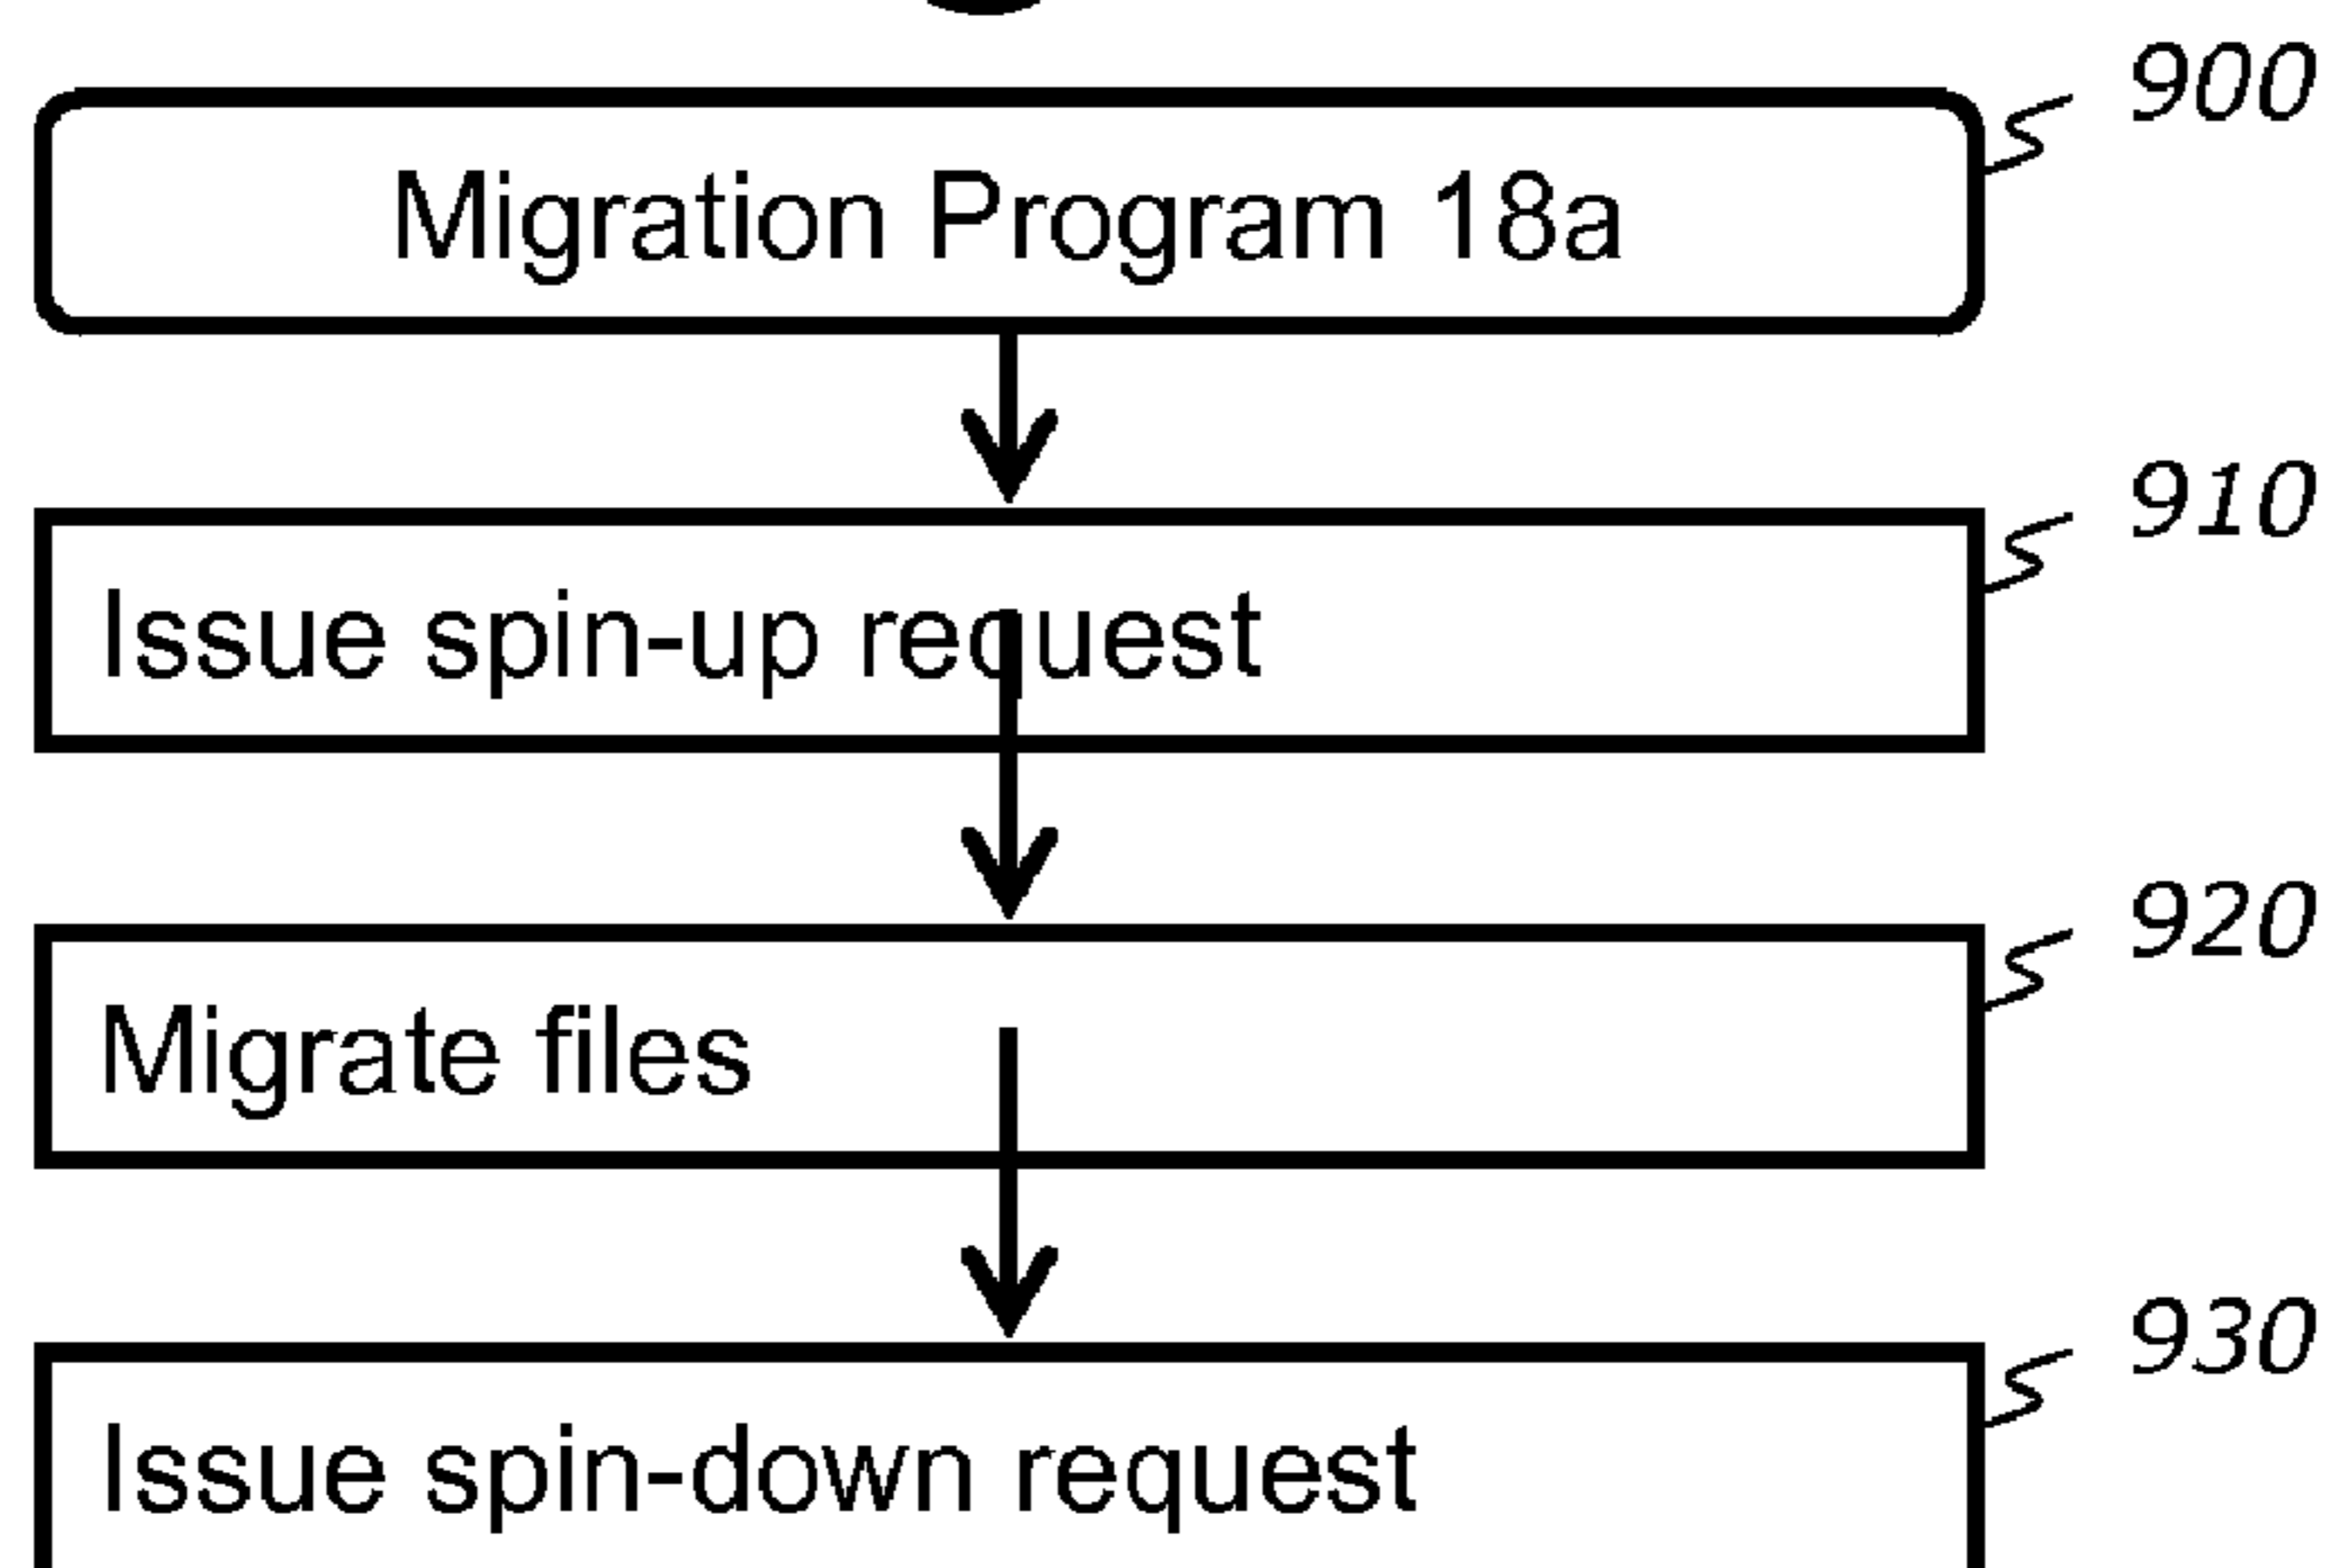 900
Migration Program 18a
910
Issue spin-up request
920
Migrate files
930
Issue spin-down request